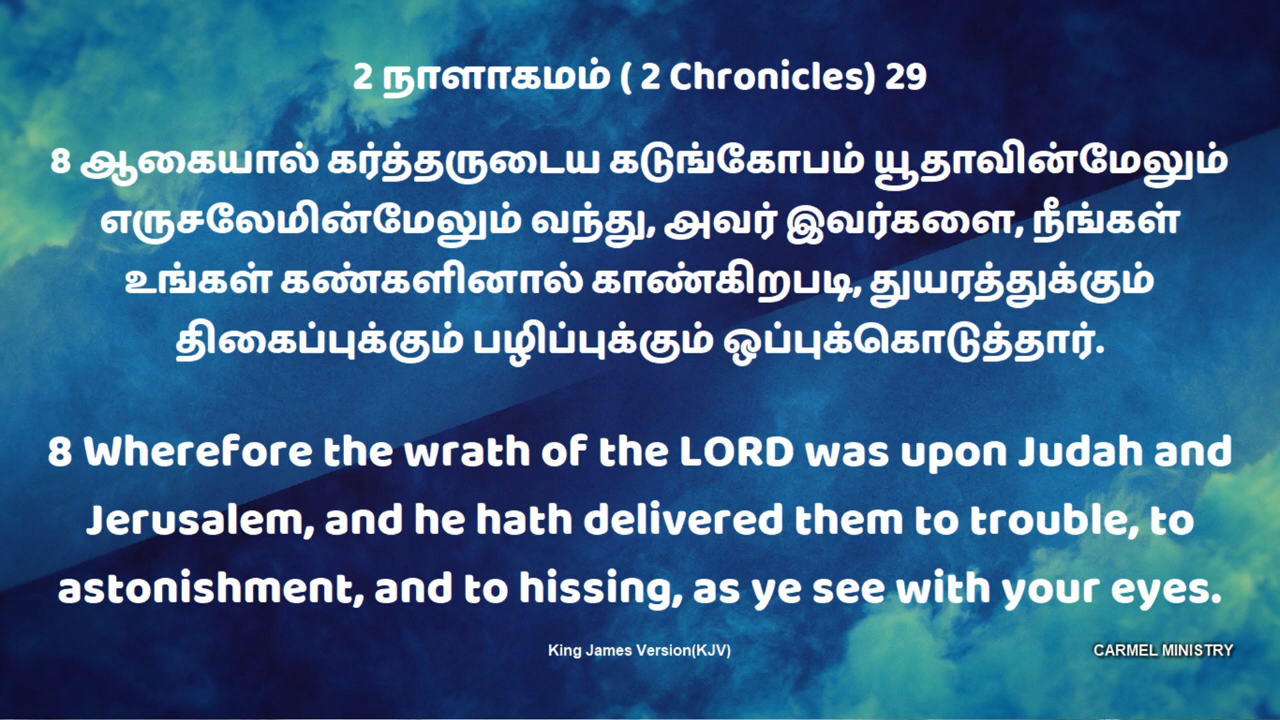 2 நாளாகமம் ( 2 Chronicles) 29
8 ஆகையால் கர்த்தருடைய கடுங்கோபம் யூதாவின்மேலும்
எருசலேமின்மேலும் வந்து, அவர் இவர்களை, நீங்கள்
உங்கள் கண்களினால் காண்கிறபடி, துயரத்துக்கும்
திகைப்புக்கும் பழிப்புக்கும் ஒப்புக்கொடுத்தார்.
8 Wherefore the wrath of the LORD was upon Judah and
Jerusalem, and he hath delivered them to trouble, to
astonishment, and to hissing, as ye see with your eyes.
King James Version(KJV)
CARMEL MINISTRY